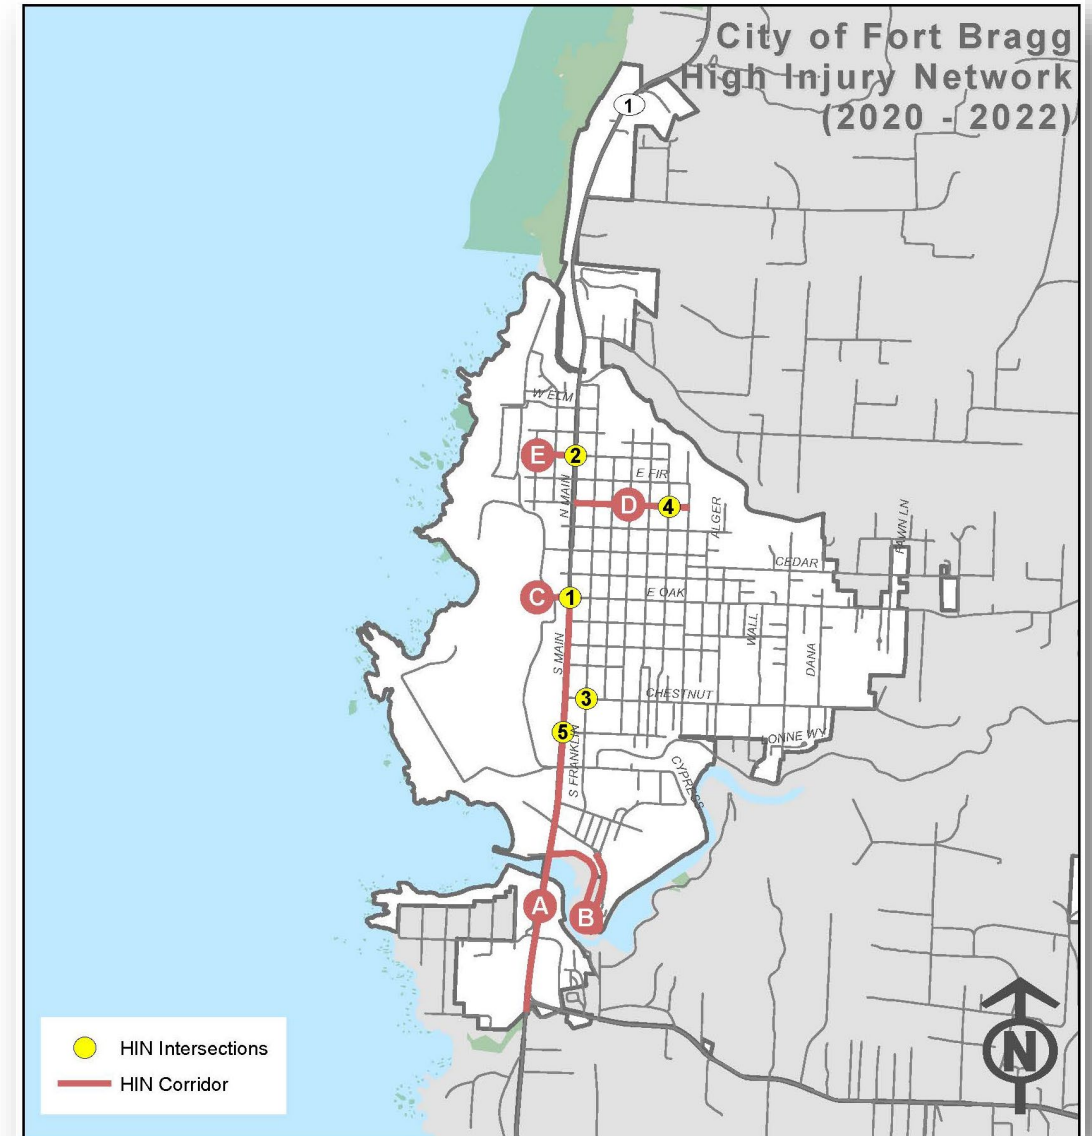 City of Fort Bragg
High Injury Network
(2020 - 2022)
1
W ELM
E
2
E FIR
N MAIN
D
4
ALGER
FAWN LN
CEDAR
C
1
E OAK
WALL
S MAIN
DANA
3
CHESTNUT
5
LONNE WY
S FRANKLIN
CYPRESS
A
B
N
HIN Intersections
HIN Corridor